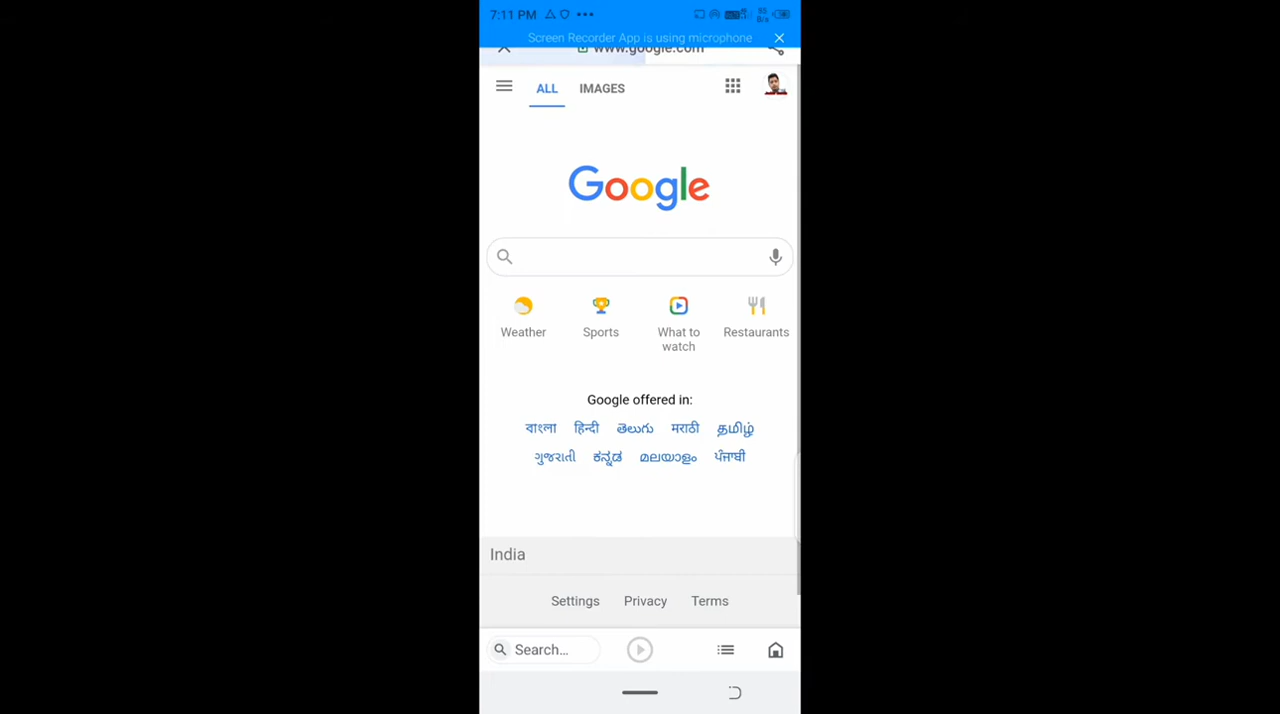 7:11 PM
Screen Recorder App is using microphone
www.google.com
ALL IMAGES
Google
Weather Sports What to watch Restaurants
Google offered in:
বাংলা हिन्दी తెలుగు मराठी தமிழ்
ગુજરાતી ಕನ್ನಡ മലയാളം ਪੰਜਾਬੀ
India
Settings Privacy Terms
Search...